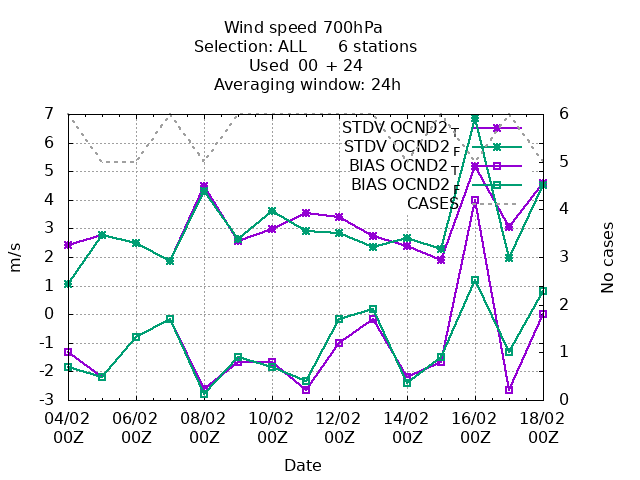 Wind speed 700hPa
Selection: ALL 6 stations
Used 00 + 24
Averaging window: 24h
STDV OCND2_T
STDV OCND2_F
BIAS OCND2_T
BIAS OCND2_F
CASES
7
6
5
4
3
2
1
0
-1
-2
-3
m/s
6
5
4
3
2
1
0
No cases
04/02 06/02 08/02 10/02 12/02 14/02 16/02 18/02
00Z 00Z 00Z 00Z 00Z 00Z 00Z 00Z
Date